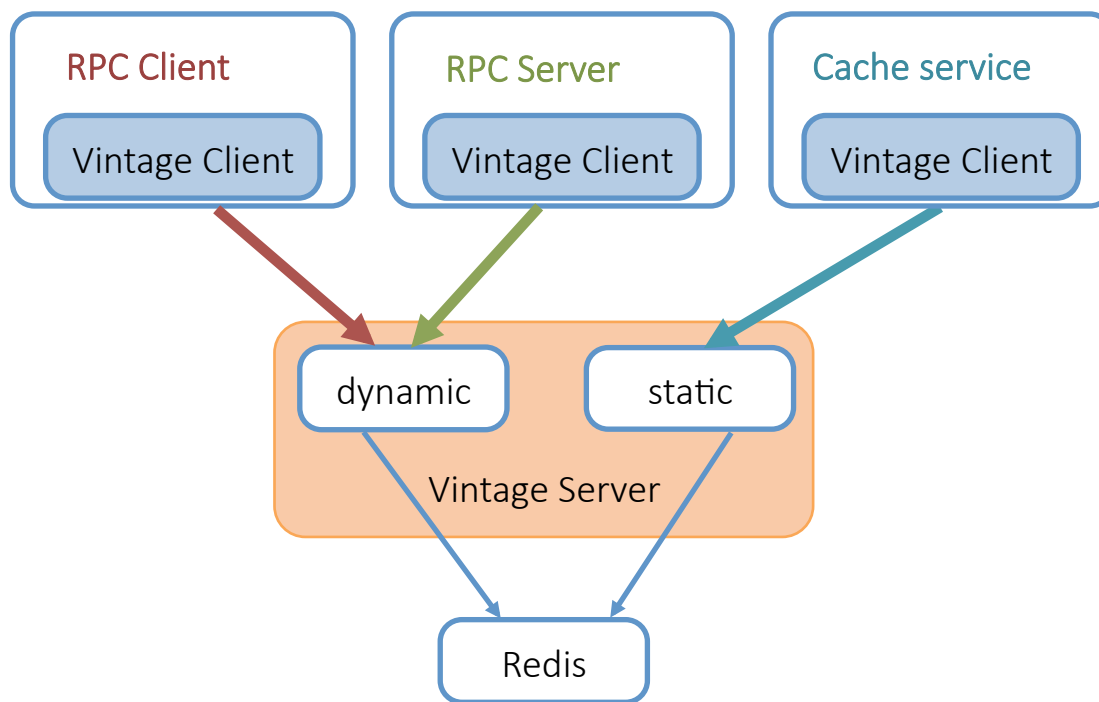 RPC Client
RPC Server
Cache service
Vintage Client
Vintage Client
Vintage Client
dynamic
static
Vintage Server
Redis